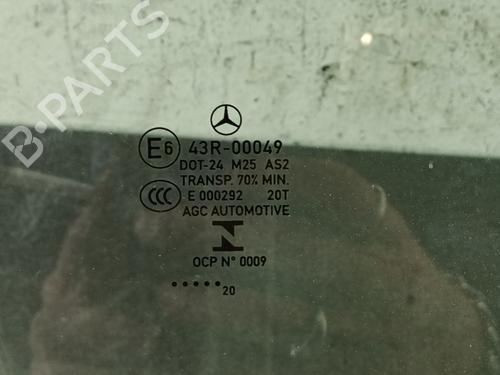 B-PARTS
E6 43R-00049
DOT-24 M25 AS2
TRANSP. 70% MIN.
CCC E 000292 20T
AGC AUTOMOTIVE
OCP N° 0009
..... 20